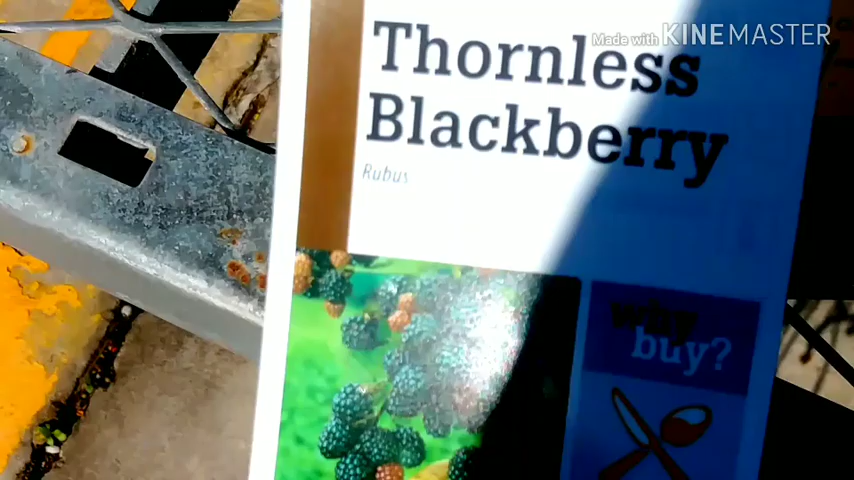 Made with KINEMASTER
Thornless
Blackberry
Rubus
why
buy?